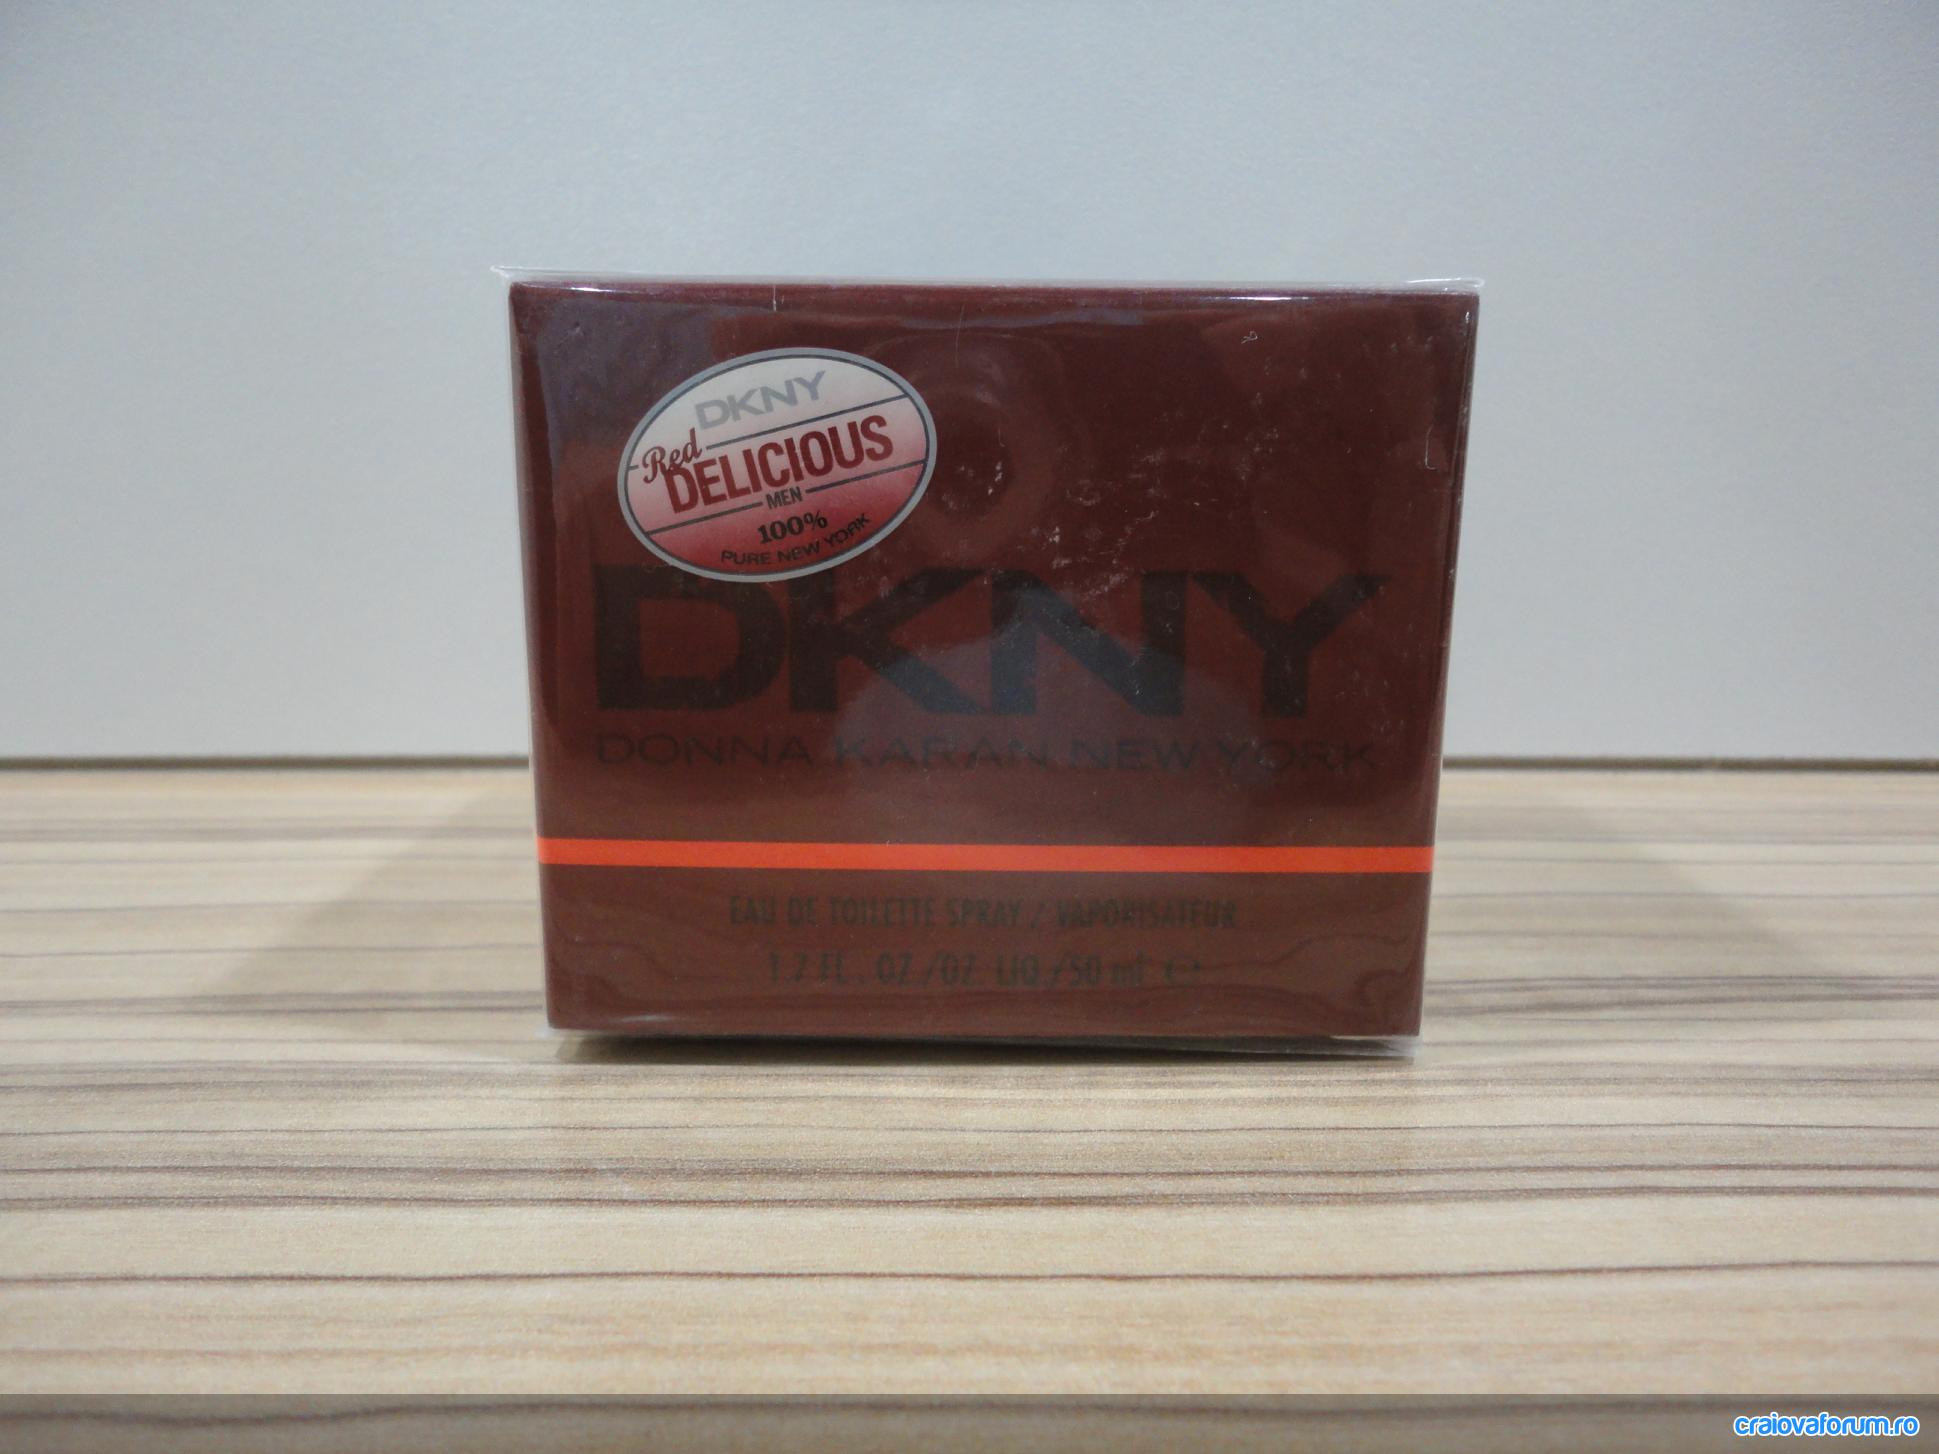 DKNY
Red
DELICIOUS
MEN
100%
PURE NEW YORK
DKNY
DONNA KARAN NEW YORK
EAU DE TOILETTE SPRAY / VAPORISATEUR
1.7 FL. OZ./OZ. LIQ./50 ml ℮
craiovaforum.ro